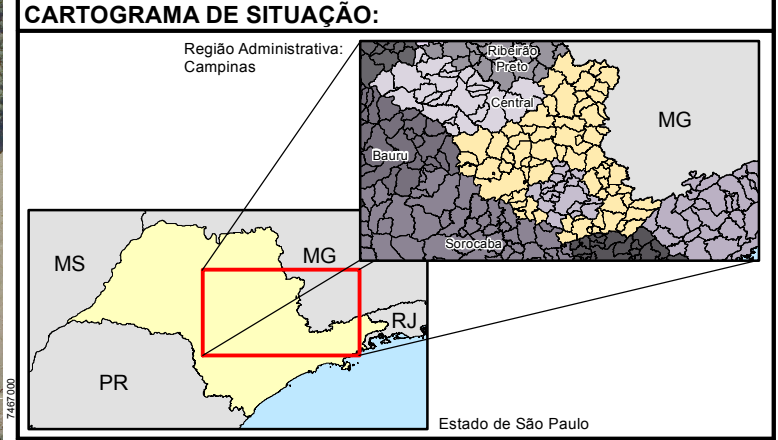 CARTOGRAMA DE SITUAÇÃO:
Região Administrativa:
Campinas
Ribeirão
Preto
Central
MG
Bauru
Sorocaba
MS
MG
RJ
PR
7467000
Estado de São Paulo